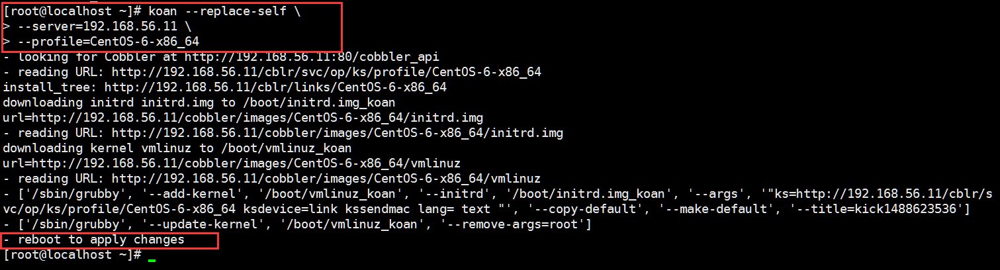 [root@localhost ~]# koan --replace-self \
> --server=192.168.56.11 \
> --profile=CentOS-6-x86_64
- looking for Cobbler at http://192.168.56.11:80/cobbler_api
- reading URL: http://192.168.56.11/cblr/svc/op/ks/profile/CentOS-6-x86_64
install_tree: http://192.168.56.11/cblr/links/CentOS-6-x86_64
downloading initrd initrd.img to /boot/initrd.img_koan
url=http://192.168.56.11/cobbler/images/CentOS-6-x86_64/initrd.img
- reading URL: http://192.168.56.11/cobbler/images/CentOS-6-x86_64/initrd.img
downloading kernel vmlinuz to /boot/vmlinuz_koan
url=http://192.168.56.11/cobbler/images/CentOS-6-x86_64/vmlinuz
- reading URL: http://192.168.56.11/cobbler/images/CentOS-6-x86_64/vmlinuz
- ['/sbin/grubby', '--add-kernel', '/boot/vmlinuz_koan', '--initrd', '/boot/initrd.img_koan', '--args', '"ks=http://192.168.56.11/cblr/s
vc/op/ks/profile/CentOS-6-x86_64 ksdevice=link kssendmac lang= text "', '--copy-default', '--make-default', '--title=kick1488623536']
- ['/sbin/grubby', '--update-kernel', '/boot/vmlinuz_koan', '--remove-args=root']
- reboot to apply changes
[root@localhost ~]#